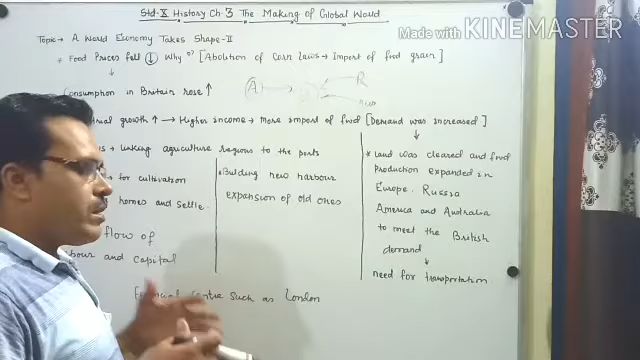 Std-X History Ch-3 The Making of Global World
Made with KINEMASTER
Topic→ A World Economy Takes Shape-II
* Food Prices fall ↓ Why ⇒ [Abolition of Corn Laws → Import of food grain]
↓
Consumption in Britain rose ↑
A → R
growth ↑ → Higher income → More import of food [Demand was increased]
→ linking agriculture regions to the ports
for cultivation
homes and settle.
flow of
and capital
* Building new harbour
expansion of old ones
↓
* Land was cleared and food
Production expanded in
Europe. Russia
America and Australia
to meet the British
demand
↓
need for transportation
Centre such as London